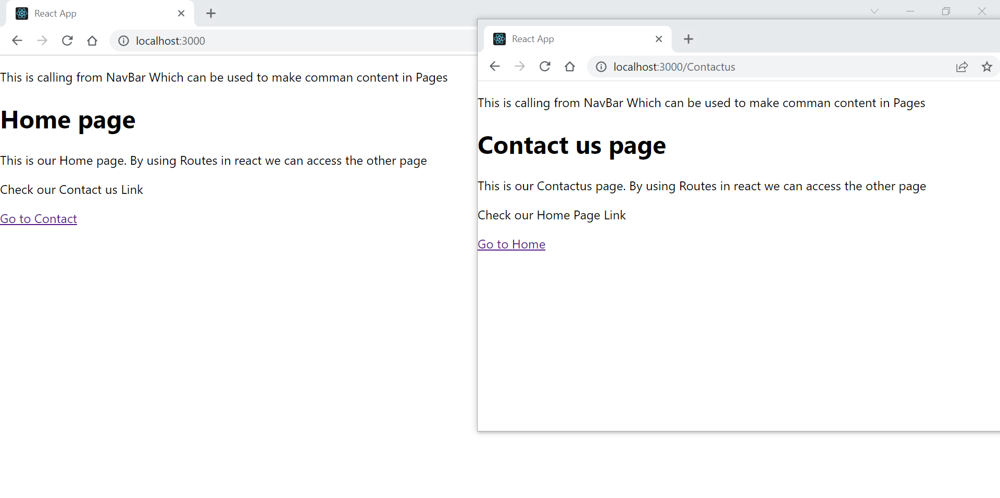 React App
localhost:3000
This is calling from NavBar Which can be used to make comman content in Pages
Home page
This is our Home page. By using Routes in react we can access the other page
Check our Contact us Link
Go to Contact
React App
localhost:3000/Contactus
This is calling from NavBar Which can be used to make comman content in Pages
Contact us page
This is our Contactus page. By using Routes in react we can access the other page
Check our Home Page Link
Go to Home